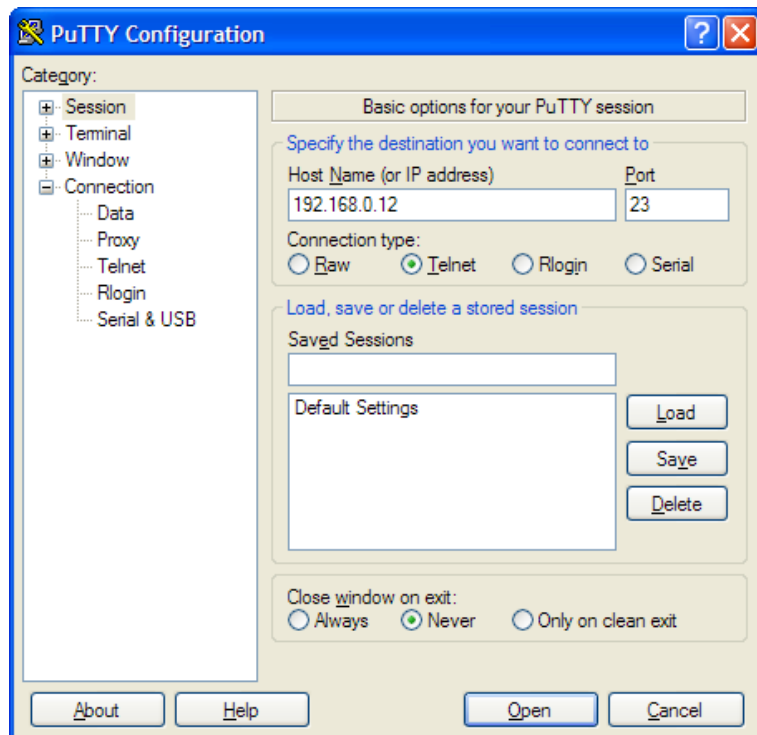 PuTTY Configuration
Category:
Session
Terminal
Window
Connection
Data
Proxy
Telnet
Rlogin
Serial & USB
Basic options for your PuTTY session
Specify the destination you want to connect to
Host Name (or IP address) Port
192.168.0.12 23
Connection type:
Raw Telnet Rlogin Serial
Load, save or delete a stored session
Saved Sessions
Default Settings
Load
Save
Delete
Close window on exit:
Always Never Only on clean exit
About Help Open Cancel